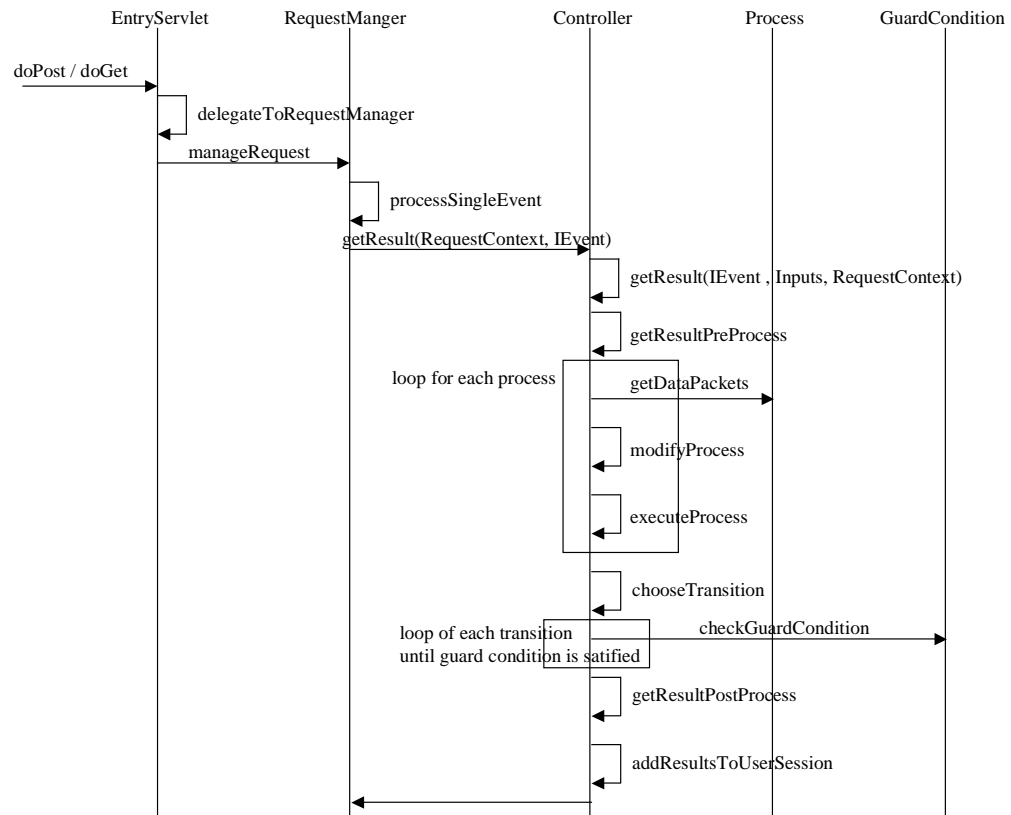 EntryServlet
RequestManger
Controller
Process
GuardCondition
doPost / doGet
delegateToRequestManager
manageRequest
processSingleEvent
getResult(RequestContext, IEvent)
getResult(IEvent , Inputs, RequestContext)
getResultPreProcess
loop for each process
getDataPackets
modifyProcess
executeProcess
chooseTransition
checkGuardCondition
loop of each transition
until guard condition is satified
getResultPostProcess
addResultsToUserSession